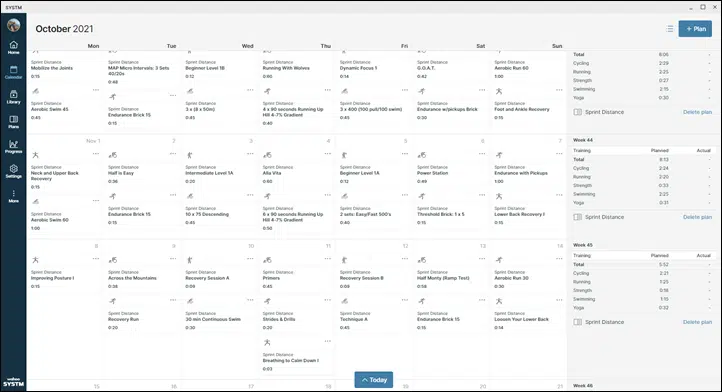 SYSTM
October 2021
+ Plan
Mon Tue Wed Thu Fri Sat Sun
Home
Calendar
Library
Plans
Progress
Settings
More
wahoo
SYSTM
Sprint Distance
Mobilize the Joints
0:15
Sprint Distance
MAP Micro Intervals: 3 Sets
40/20s
0:48
Sprint Distance
Beginner Level 1B
0:12
Sprint Distance
Running With Wolves
0:60
Sprint Distance
Dynamic Focus 1
0:14
Sprint Distance
G.O.A.T.
0:42
Sprint Distance
Aerobic Run 60
1:00
Sprint Distance
Aerobic Swim 45
0:45
Sprint Distance
Endurance Brick 15
0:15
Sprint Distance
3 x (8 x 50m)
0:45
Sprint Distance
4 x 90 seconds Running Up
Hill 4-7% Gradient
0:40
Sprint Distance
3 x 400 (100 pull/100 swim)
0:45
Sprint Distance
Endurance w/pickups Brick
0:30
Sprint Distance
Foot and Ankle Recovery
0:15
Total 8:06 -
Cycling 2:29 -
Running 2:25 -
Strength 0:27 -
Swimming 2:15 -
Yoga 0:30 -
Sprint Distance Delete plan
Nov 1 2 3 4 5 6 7
Sprint Distance
Neck and Upper Back
Recovery
0:15
Sprint Distance
Half is Easy
0:36
Sprint Distance
Intermediate Level 1A
0:20
Sprint Distance
Alla Vita
0:60
Sprint Distance
Beginner Level 1A
0:12
Sprint Distance
Power Station
0:49
Sprint Distance
Endurance with Pickups
1:00
Sprint Distance
Aerobic Swim 60
1:00
Sprint Distance
Endurance Brick 15
0:15
Sprint Distance
10 x 75 Descending
0:45
Sprint Distance
6 x 90 seconds Running Up
Hill 4-7% Gradient
0:50
Sprint Distance
2 sets: Easy/Fast 500's
0:40
Sprint Distance
Threshold Brick: 1 x 5
0:15
Sprint Distance
Lower Back Recovery I
0:15
Week 44
Training Planned Actual
Total 8:13 -
Cycling 2:24 -
Running 2:20 -
Strength 0:33 -
Swimming 2:25 -
Yoga 0:31 -
Sprint Distance Delete plan
8 9 10 11 12 13 14
Sprint Distance
Improving Posture I
0:15
Sprint Distance
Across the Mountains
0:38
Sprint Distance
Recovery Session A
0:09
Sprint Distance
Primers
0:45
Sprint Distance
Recovery Session B
0:09
Sprint Distance
Half Monty (Ramp Test)
0:58
Sprint Distance
Aerobic Run 30
0:30
Sprint Distance
Recovery Run
0:20
Sprint Distance
30 min Continuous Swim
0:30
Sprint Distance
Strides & Drills
0:20
Sprint Distance
Technique A
0:45
Sprint Distance
Endurance Brick 15
0:15
Sprint Distance
Loosen Your Lower Back
0:14
Sprint Distance
Breathing to Calm Down I
0:03
Week 45
Training Planned Actual
Total 5:52 -
Cycling 2:21 -
Running 1:25 -
Strength 0:18 -
Swimming 1:15 -
Yoga 0:32 -
Sprint Distance Delete plan
Today
15 16 17 18 19 20 21
Week 46